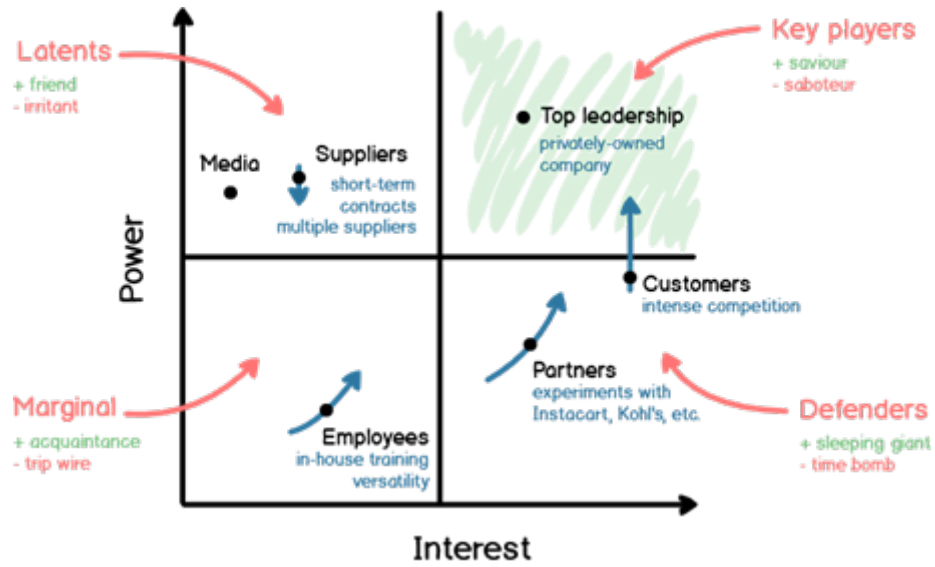 Latents
+ friend
- irritant
Key players
+ saviour
- saboteur
Top leadership
privately-owned
company
Media
Suppliers
short-term
contracts
multiple suppliers
Power
Customers
intense competition
Partners
experiments with
Instacart, Kohl's, etc.
Marginal
+ acquaintance
- trip wire
Employees
in-house training
versatility
Defenders
+ sleeping giant
- time bomb
Interest